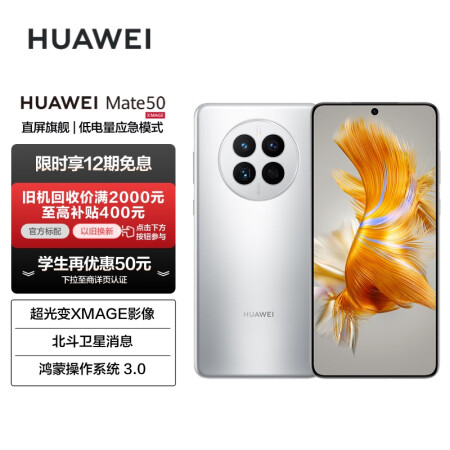 HUAWEI
HUAWEI Mate50
XMAGE
直屏旗舰 | 低电量应急模式
限时享12期免息
旧机回收价满2000元
至高补贴400元
官方标配
以旧换新
点击下方
按钮参与
学生再优惠50元
下拉至商详页认证
超光变XMAGE影像
北斗卫星消息
鸿蒙操作系统 3.0
HUAWEI